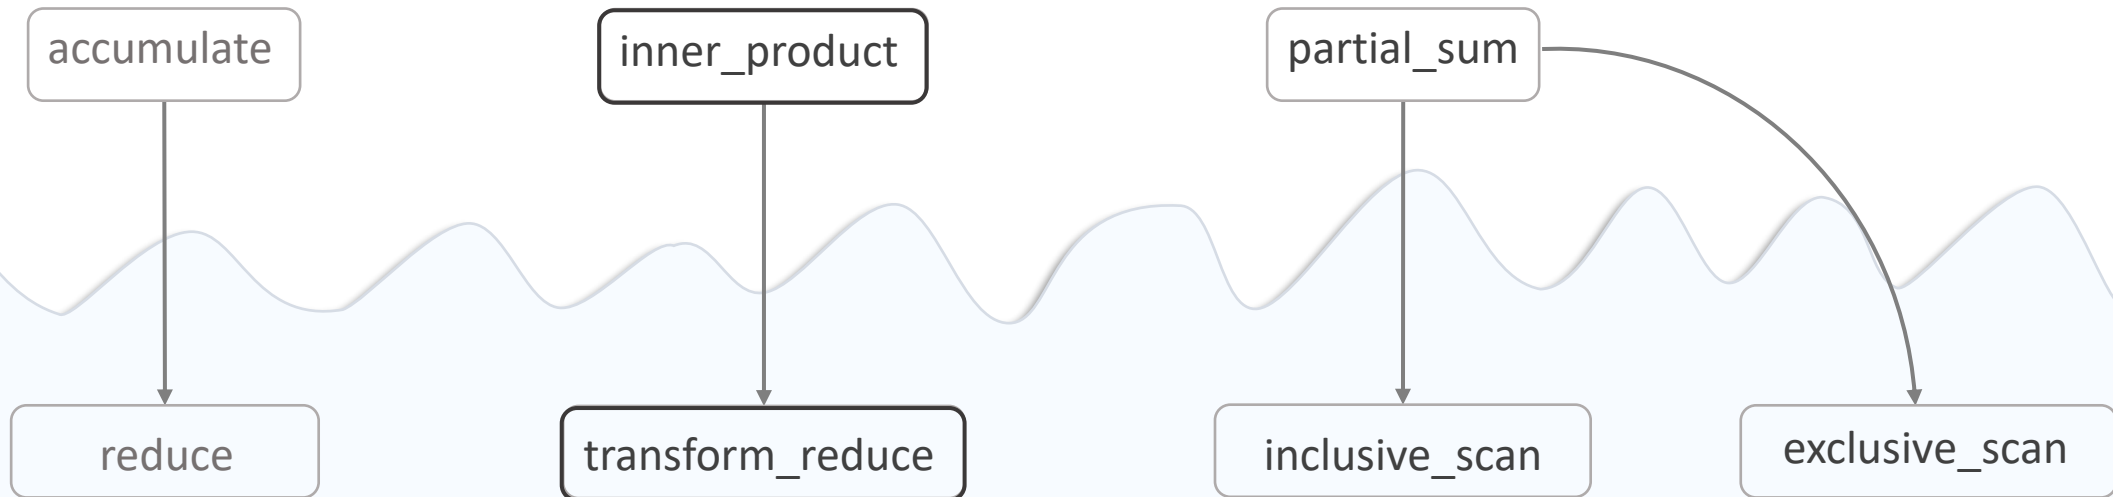 accumulate
inner_product
partial_sum
reduce
transform_reduce
inclusive_scan
exclusive_scan